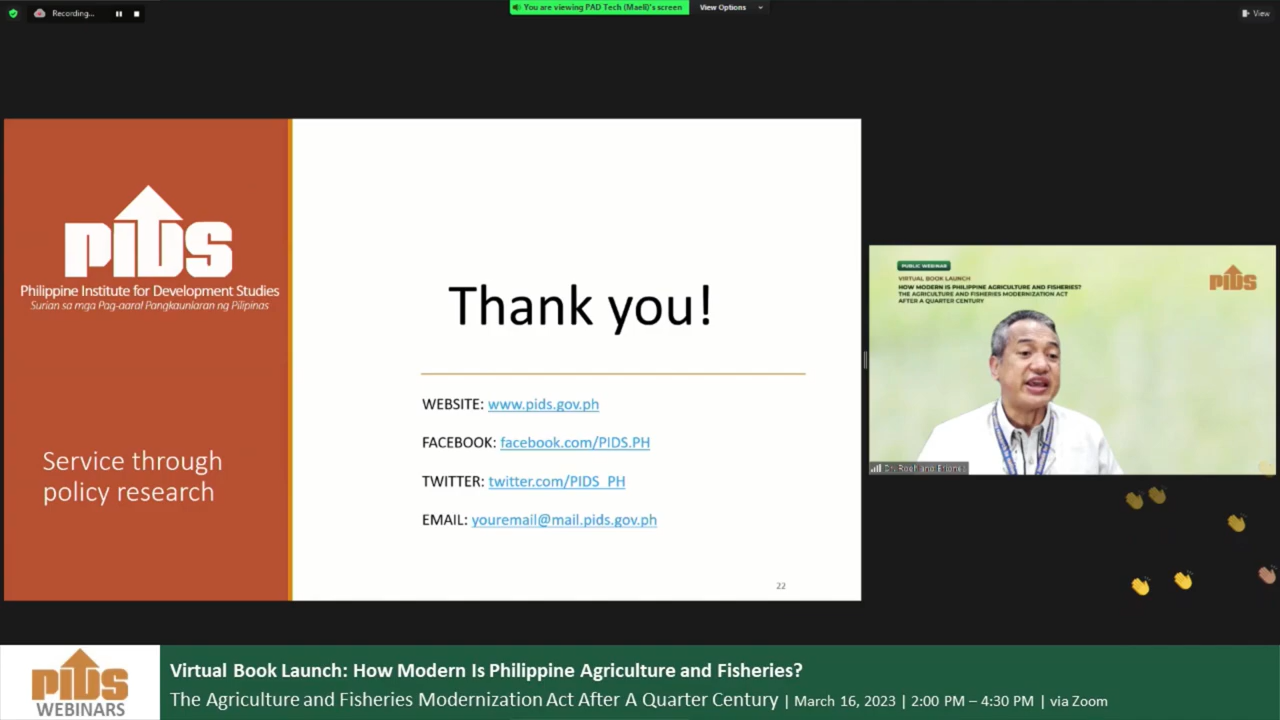 Recording...
You are viewing PAD Tech (Maeli)'s screen
View Options
View
PIDS
Philippine Institute for Development Studies
Surian sa mga Pag-aaral Pangkaunlaran ng Pilipinas
Service through
policy research
Thank you!
WEBSITE: www.pids.gov.ph
FACEBOOK: facebook.com/PIDS.PH
TWITTER: twitter.com/PIDS_PH
EMAIL: youremail@mail.pids.gov.ph
22
PUBLIC WEBINAR
VIRTUAL BOOK LAUNCH
HOW MODERN IS PHILIPPINE AGRICULTURE AND FISHERIES?
THE AGRICULTURE AND FISHERIES MODERNIZATION ACT
AFTER A QUARTER CENTURY
PIDS
Dr. Roehlano
PIDS
WEBINARS
Virtual Book Launch: How Modern Is Philippine Agriculture and Fisheries?
The Agriculture and Fisheries Modernization Act After A Quarter Century | March 16, 2023 | 2:00 PM – 4:30 PM | via Zoom